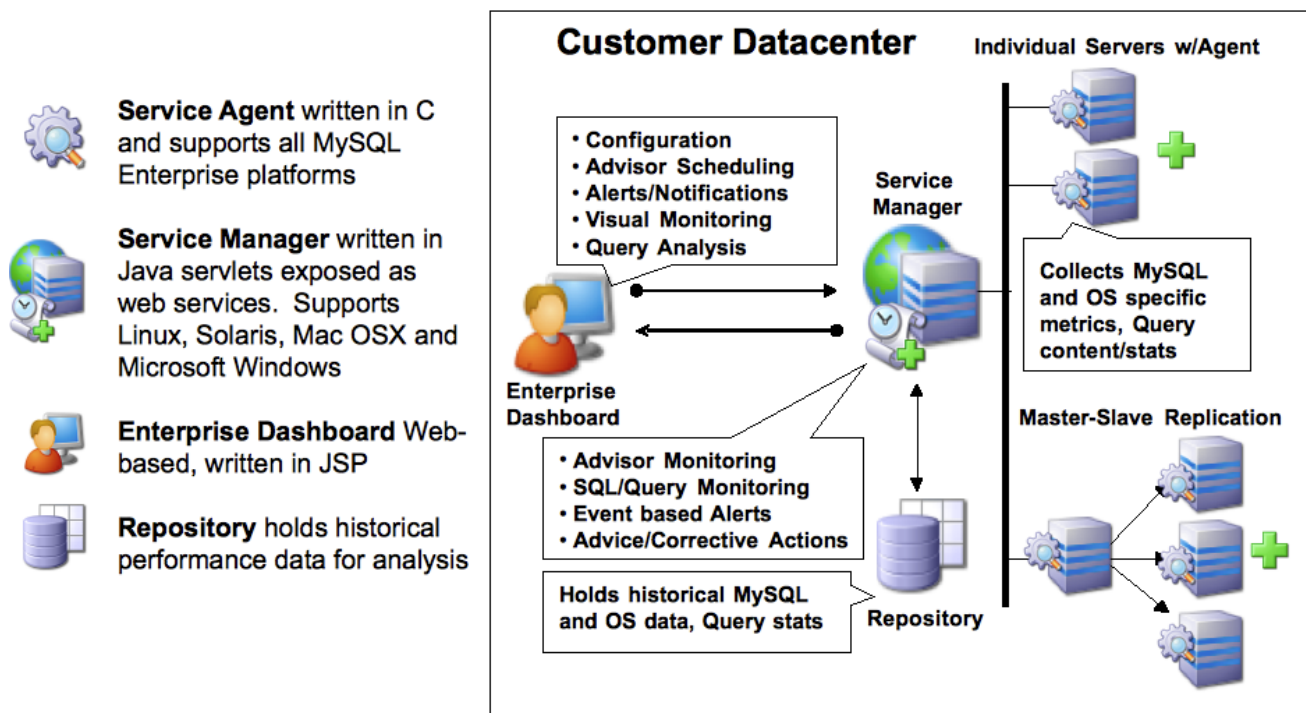 Service Agent written in C
and supports all MySQL
Enterprise platforms
Service Manager written in
Java servlets exposed as
web services. Supports
Linux, Solaris, Mac OSX and
Microsoft Windows
Enterprise Dashboard Web-
based, written in JSP
Repository holds historical
performance data for analysis
Customer Datacenter
• Configuration
• Advisor Scheduling
• Alerts/Notifications
• Visual Monitoring
• Query Analysis
Enterprise
Dashboard
Service
Manager
• Advisor Monitoring
• SQL/Query Monitoring
• Event based Alerts
• Advice/Corrective Actions
Holds historical MySQL
and OS data, Query stats
Repository
Individual Servers w/Agent
Collects MySQL
and OS specific
metrics, Query
content/stats
Master-Slave Replication